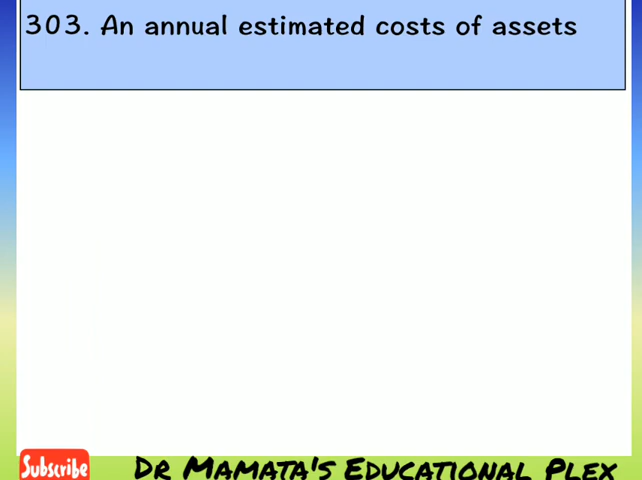 303. An annual estimated costs of assets
Subscribe
Dr Mamata's Educational Plex